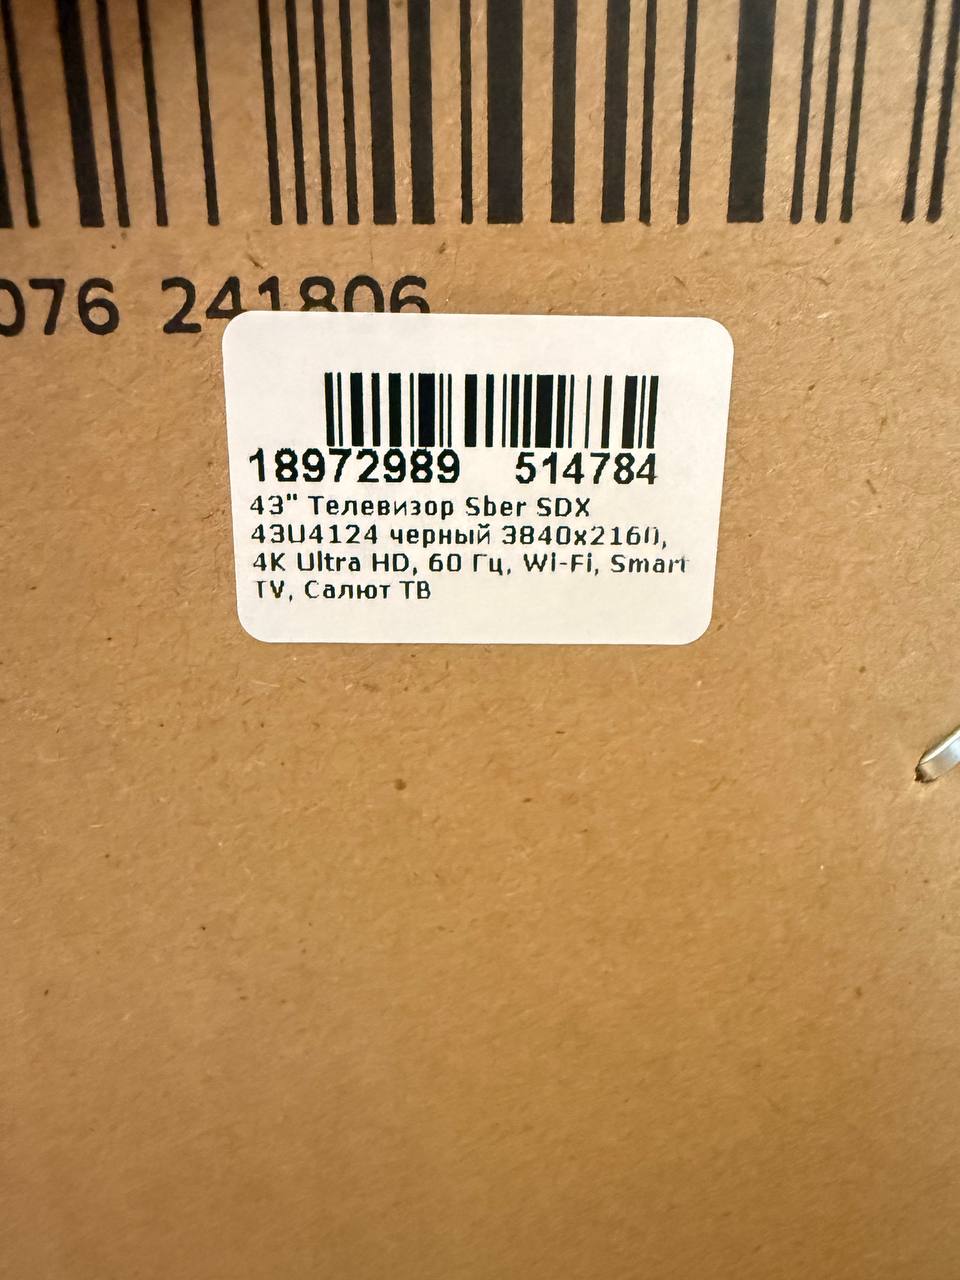 076 241806
18972989 514784
43" Телевизор Sber SDX
43U4124 черный 3840x2160,
4K Ultra HD, 60 Гц, Wi-Fi, Smart
TV, Салют ТВ